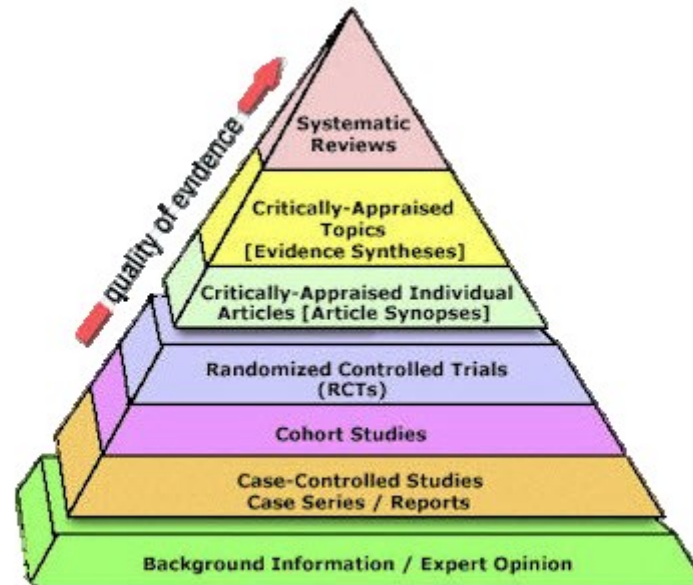 quality of evidence
Systematic
Reviews
Critically-Appraised
Topics
[Evidence Syntheses]
Critically-Appraised Individual
Articles [Article Synopses]
Randomized Controlled Trials
(RCTs)
Cohort Studies
Case-Controlled Studies
Case Series / Reports
Background Information / Expert Opinion